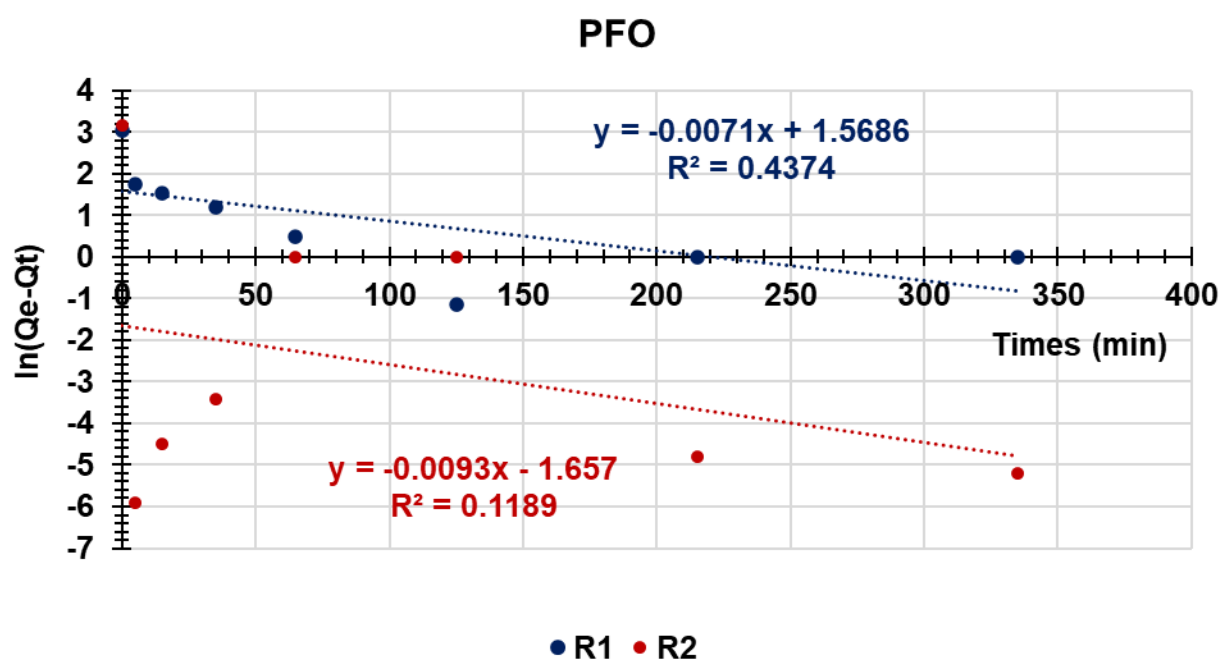 PFO
4
3
2
1
0
-1
-2
-3
-4
-5
-6
-7
ln(Qe-Qt)
y = -0.0071x + 1.5686
R² = 0.4374
0 50 100 150 200 250 300 350 400
Times (min)
y = -0.0093x - 1.657
R² = 0.1189
R1 R2